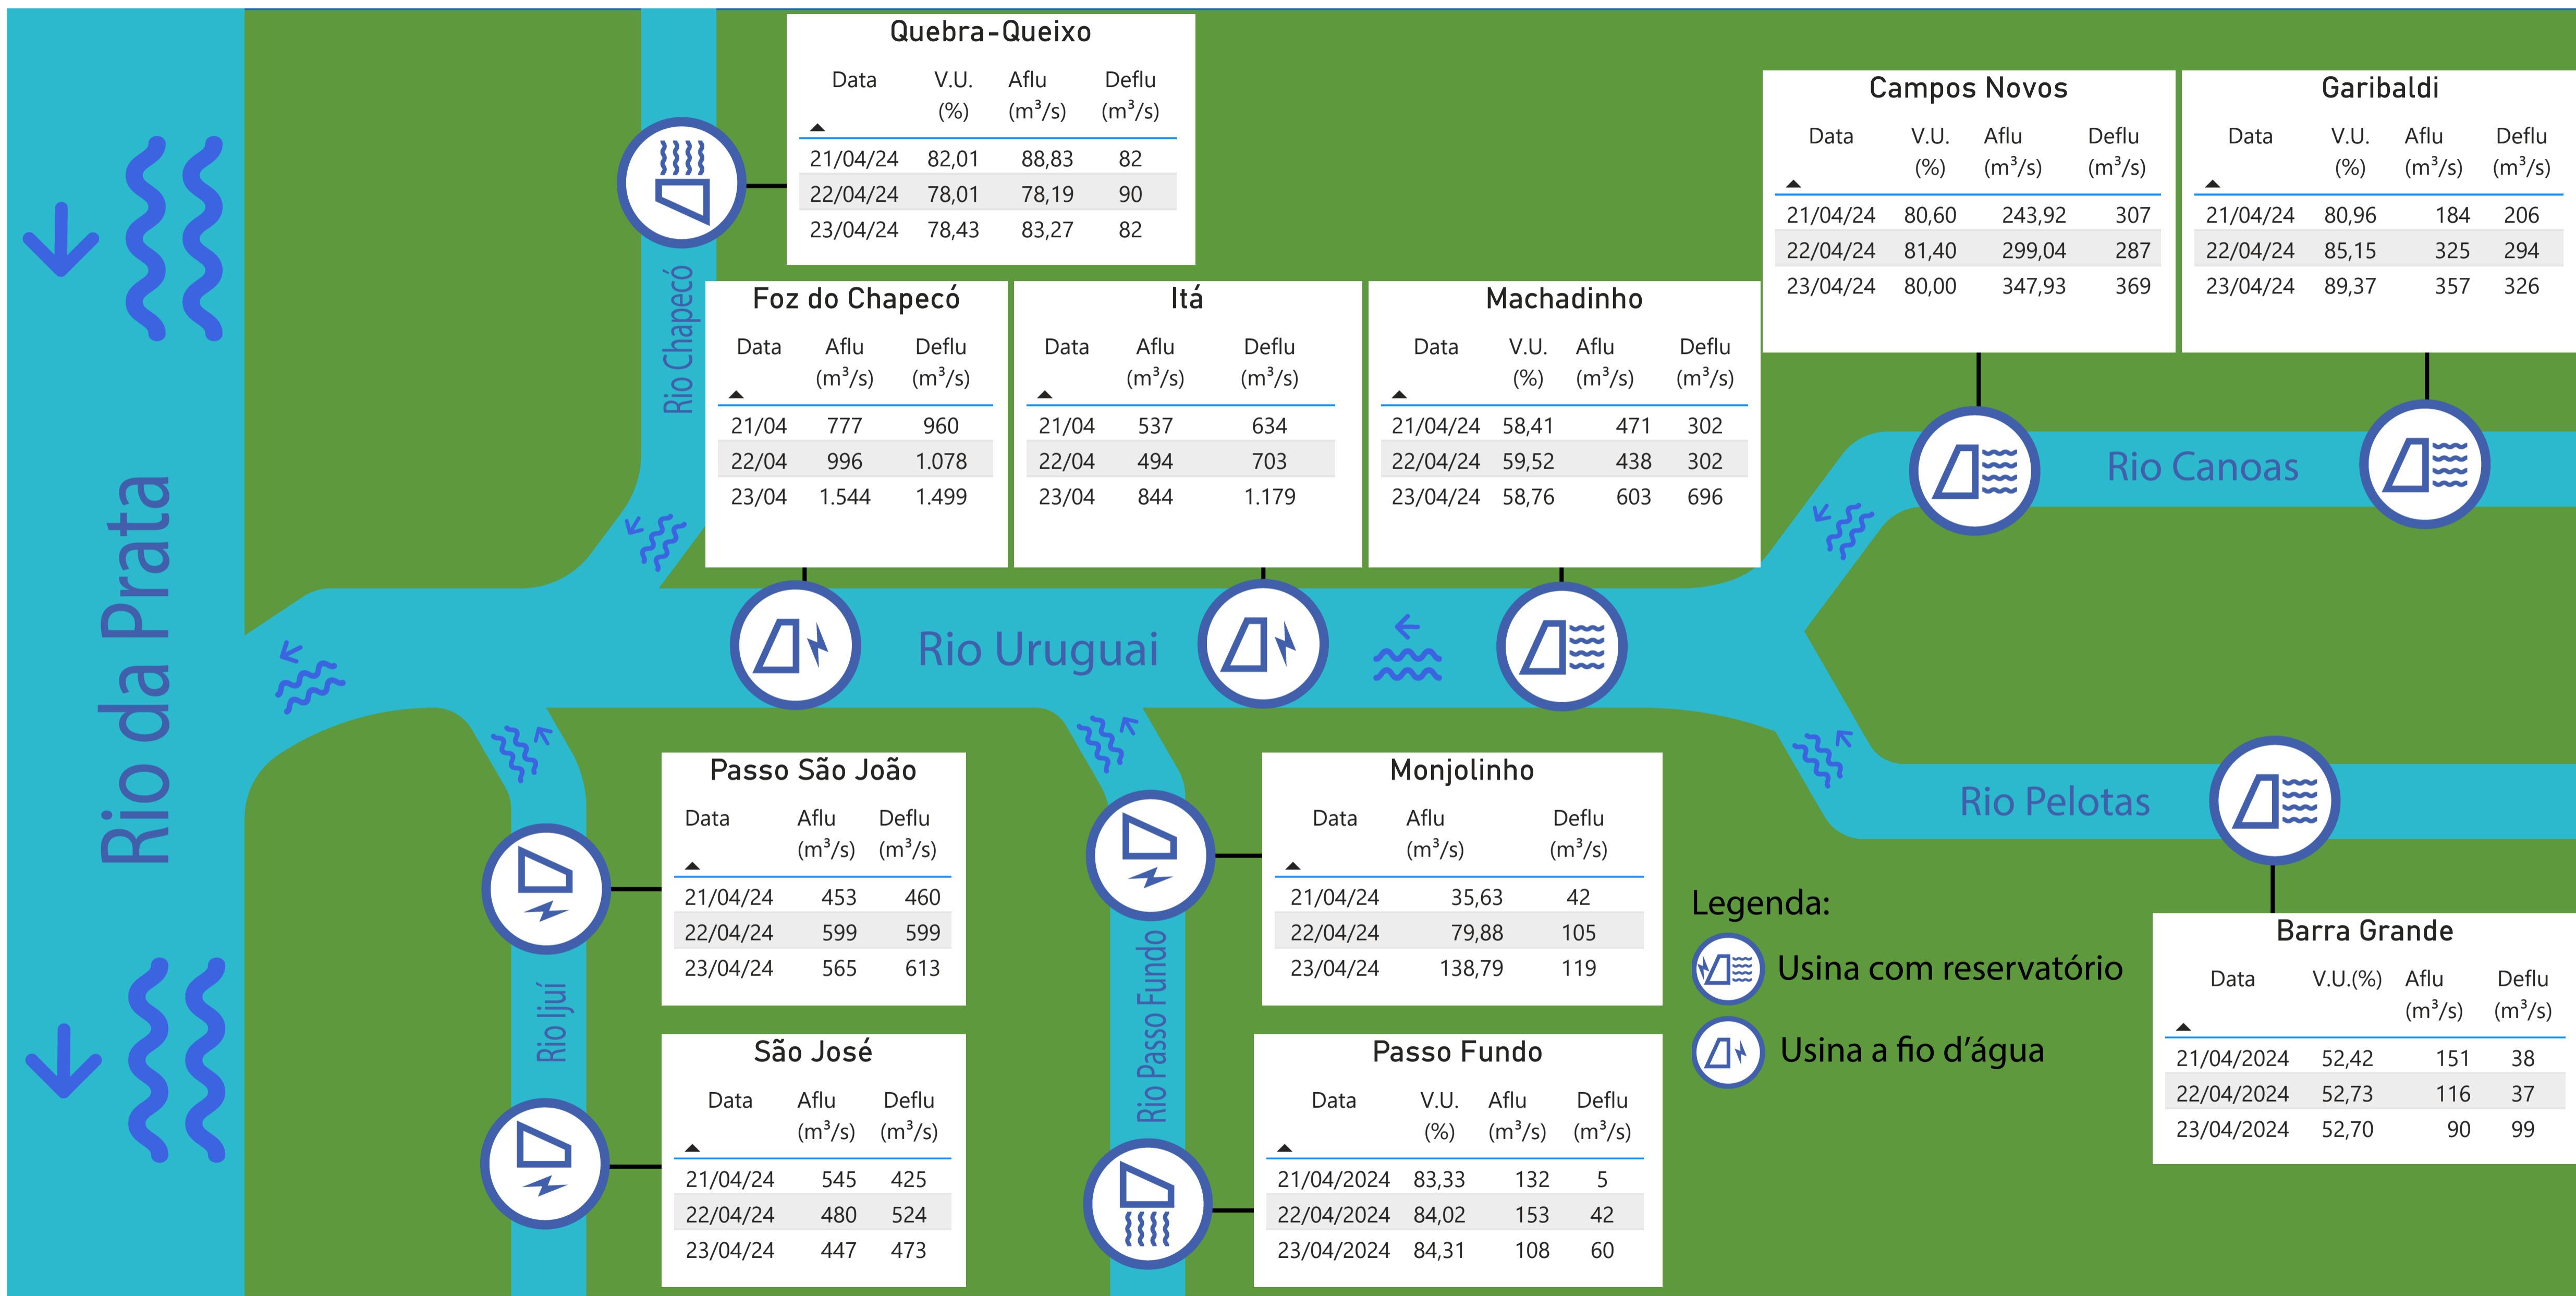 Quebra-Queixo
Data V.U. (%) Aflu (m³/s) Deflu (m³/s)
21/04/24 82,01 88,83 82
22/04/24 78,01 78,19 90
23/04/24 78,43 83,27 82
Campos Novos
Data V.U. (%) Aflu (m³/s) Deflu (m³/s)
21/04/24 80,60 243,92 307
22/04/24 81,40 299,04 287
23/04/24 80,00 347,93 369
Garibaldi
Data V.U. (%) Aflu (m³/s) Deflu (m³/s)
21/04/24 80,96 184 206
22/04/24 85,15 325 294
23/04/24 89,37 357 326
Foz do Chapecó
Data Aflu (m³/s) Deflu (m³/s)
21/04 777 960
22/04 996 1.078
23/04 1.544 1.499
Itá
Data Aflu (m³/s) Deflu (m³/s)
21/04 537 634
22/04 494 703
23/04 844 1.179
Machadinho
Data V.U. (%) Aflu (m³/s) Deflu (m³/s)
21/04/24 58,41 471 302
22/04/24 59,52 438 302
23/04/24 58,76 603 696
Rio Chapecó
Rio Canoas
Rio da Prata
Rio Uruguai
Rio Pelotas
Passo São João
Data Aflu (m³/s) Deflu (m³/s)
21/04/24 453 460
22/04/24 599 599
23/04/24 565 613
Monjolinho
Data Aflu (m³/s) Deflu (m³/s)
21/04/24 35,63 42
22/04/24 79,88 105
23/04/24 138,79 119
Legenda:
Usina com reservatório
Usina a fio d'água
Barra Grande
Data V.U.(%) Aflu (m³/s) Deflu (m³/s)
21/04/2024 52,42 151 38
22/04/2024 52,73 116 37
23/04/2024 52,70 90 99
Rio Ijuí
Rio Passo Fundo
São José
Data Aflu (m³/s) Deflu (m³/s)
21/04/24 545 425
22/04/24 480 524
23/04/24 447 473
Passo Fundo
Data V.U. (%) Aflu (m³/s) Deflu (m³/s)
21/04/2024 83,33 132 5
22/04/2024 84,02 153 42
23/04/2024 84,31 108 60